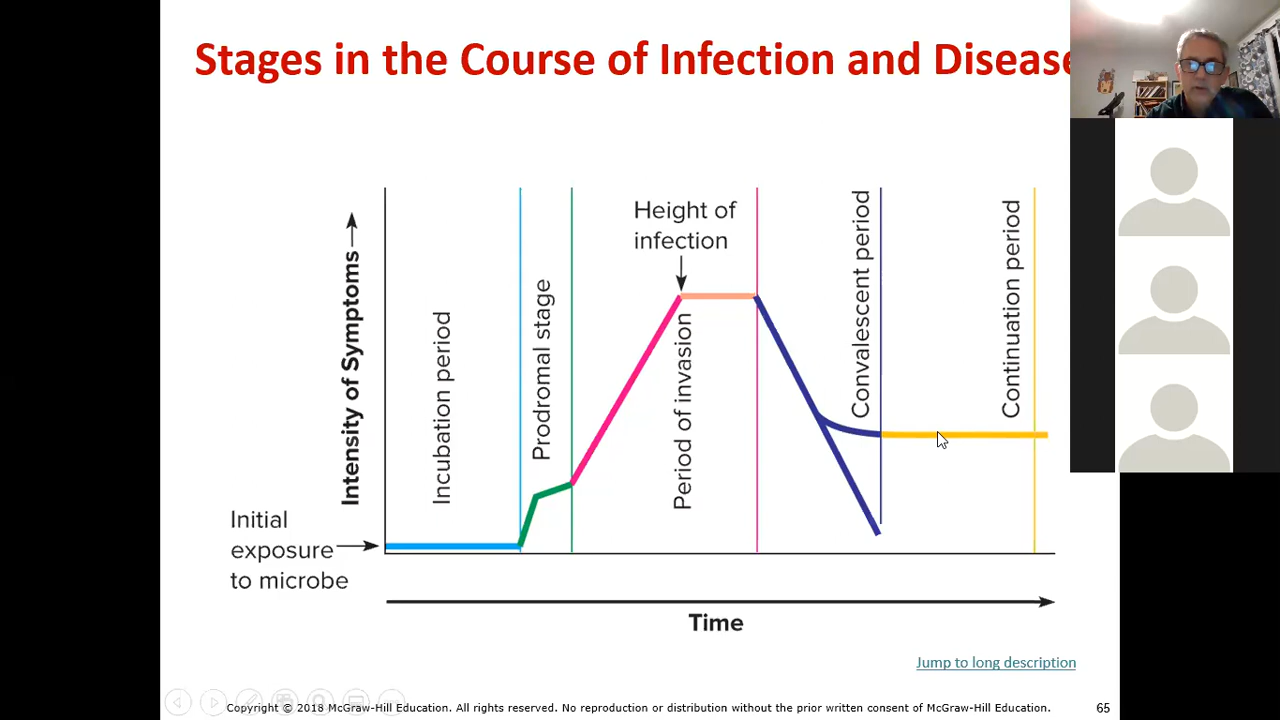 Stages in the Course of Infection and Disease
Intensity of Symptoms
Initial
exposure
to microbe
Incubation period
Prodromal stage
Height of
infection
Period of invasion
Convalescent period
Continuation period
Time
Jump to long description
Copyright © 2018 McGraw-Hill Education. All rights reserved. No reproduction or distribution without the prior written consent of McGraw-Hill Education.
65